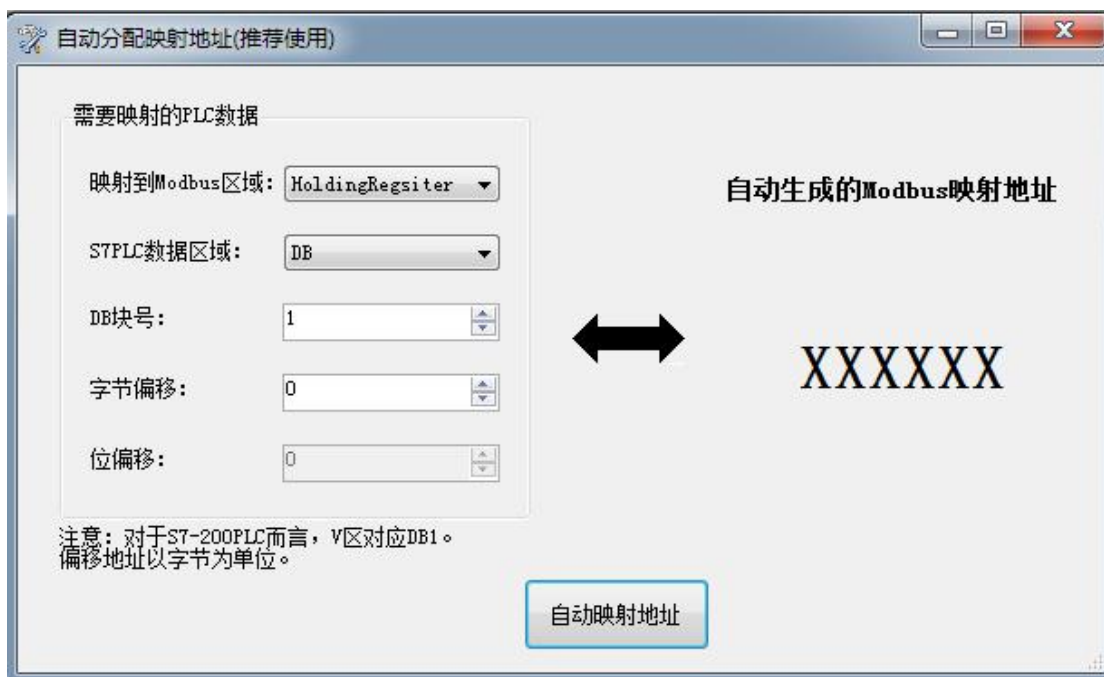 自动分配映射地址(推荐使用)
需要映射的PLC数据
映射到Modbus区域: HoldingRegsiter
自动生成的Modbus映射地址
S7PLC数据区域: DB
DB块号: 1
XXXXXX
字节偏移: 0
位偏移: 0
注意: 对于S7-200PLC而言，V区对应DB1。
偏移地址以字节为单位。
自动映射地址